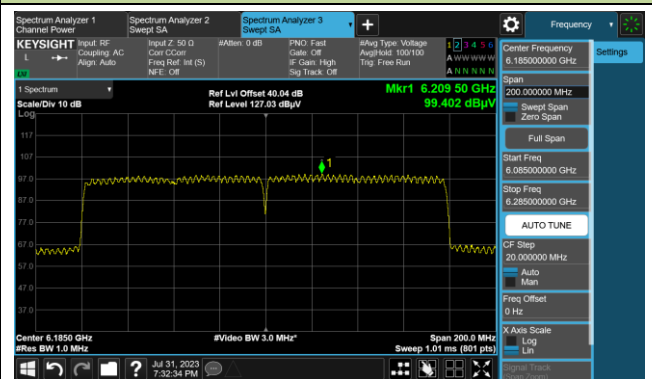 Spectrum Analyzer 1
Channel Power
Spectrum Analyzer 2
Swept SA
Spectrum Analyzer 3
Swept SA
Frequency
KEYSIGHT
L
Input: RF
Coupling: AC
Align: Auto
Input Z: 50 Ω
Corr CCorr
Freq Ref: Int (S)
NFE: Off
#Atten: 0 dB
PNO: Fast
Gate: Off
IF Gain: High
Sig Track: Off
#Avg Type: Voltage
Avg|Hold: 100/100
Trig: Free Run
1 2 3 4 5 6
A W W W W W
A N N N N N
1 Spectrum
Scale/Div 10 dB
Log
Ref Lvl Offset 40.04 dB
Ref Level 127.03 dBµV
Mkr1 6.209 50 GHz
99.402 dBµV
1
117
107
97.0
87.0
77.0
67.0
57.0
47.0
37.0
Center 6.1850 GHz
#Res BW 1.0 MHz
#Video BW 3.0 MHz*
Span 200.0 MHz
Sweep 1.01 ms (801 pts)
Center Frequency
6.185000000 GHz
Settings
Span
200.000000 MHz
Swept Span
Zero Span
Full Span
Start Freq
6.085000000 GHz
Stop Freq
6.285000000 GHz
AUTO TUNE
CF Step
20.000000 MHz
Auto
Man
Freq Offset
0 Hz
X Axis Scale
Log
Lin
Signal Track
(Span Zoom)
?
Jul 31, 2023
7:32:34 PM